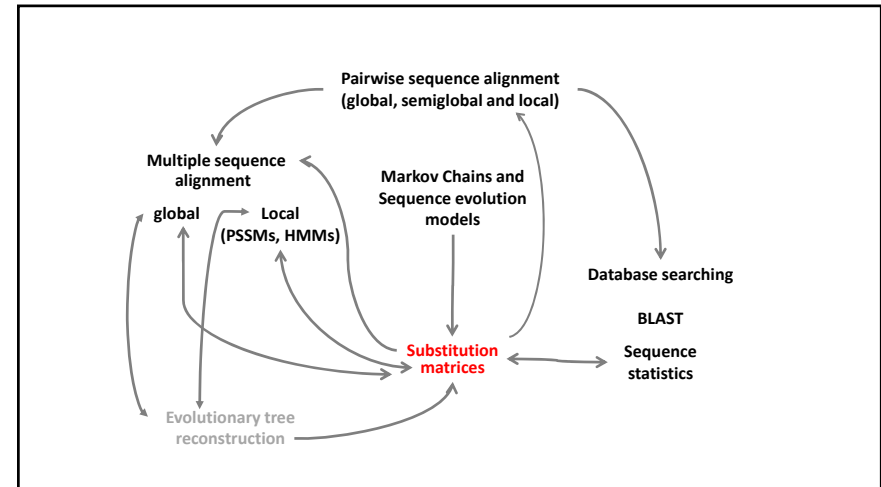 Pairwise sequence alignment
(global, semiglobal and local)
Multiple sequence
alignment
global
Local
(PSSMs, HMMs)
Markov Chains and
Sequence evolution
models
Database searching
BLAST
Sequence
statistics
Substitution
matrices
Evolutionary tree
reconstruction